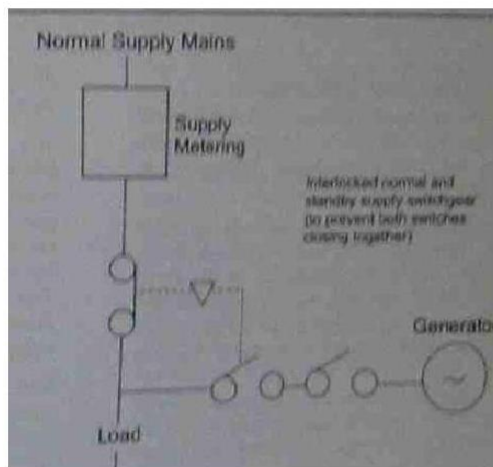 Normal Supply Mains
Supply
Metering
Interlocked normal and
standby supply switchgear
(to prevent both switches
closing together)
Generato
Load